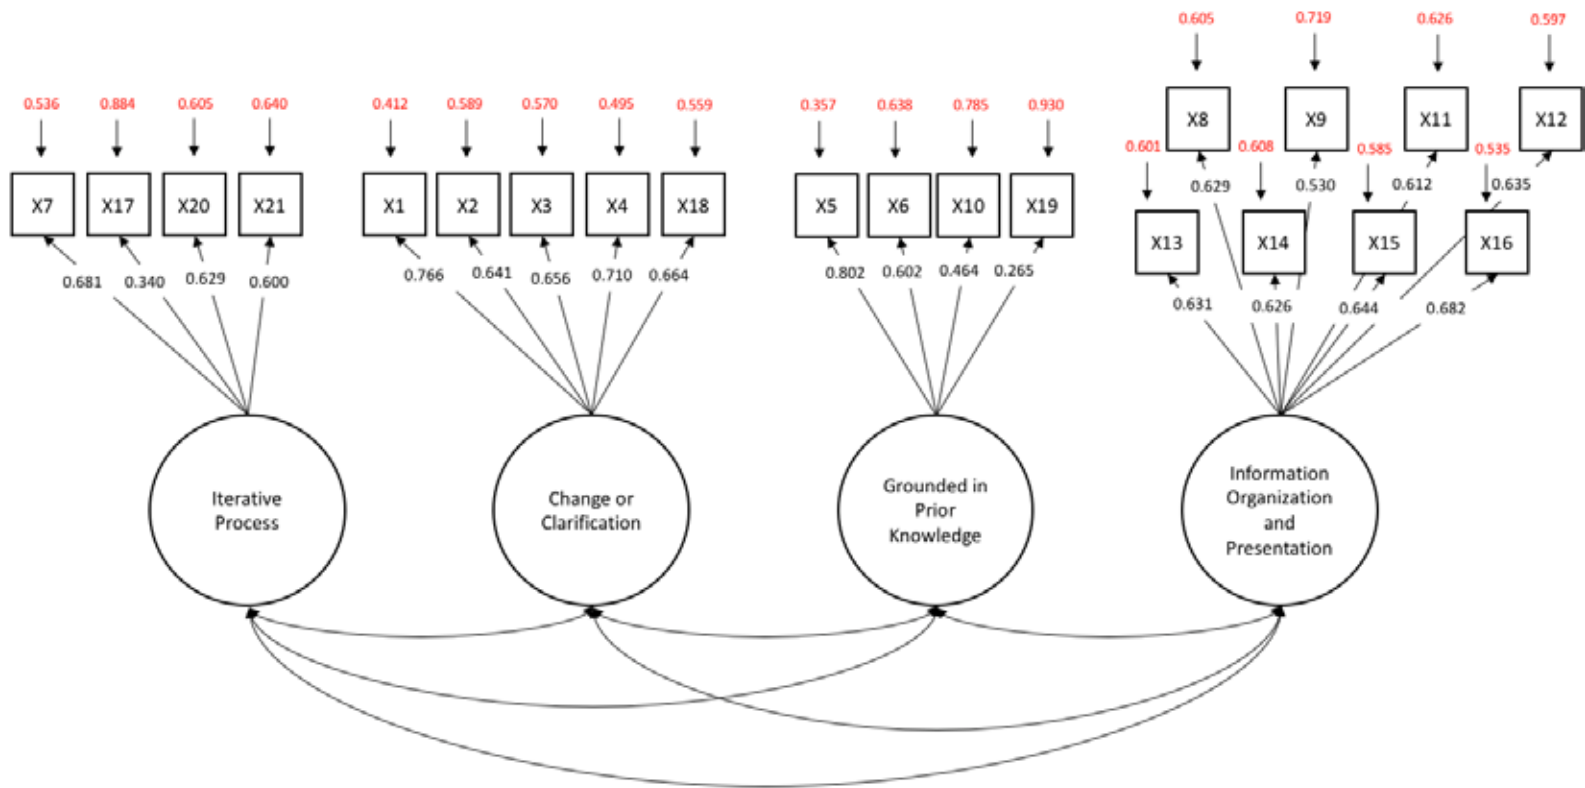 0.605 0.719 0.626 0.597
0.536 0.884 0.605 0.640 0.412 0.589 0.570 0.495 0.559 0.357 0.638 0.785 0.930
X8 X9 X11 X12
0.601 0.608 0.585 0.535
0.629 0.530 0.612 0.635
X7 X17 X20 X21 X1 X2 X3 X4 X18 X5 X6 X10 X19
X13 X14 X15 X16
0.681 0.340 0.629 0.600 0.766 0.641 0.656 0.710 0.664 0.802 0.602 0.464 0.265
0.631 0.626 0.644 0.682
Iterative
Process
Change or
Clarification
Grounded in
Prior
Knowledge
Information
Organization
and
Presentation